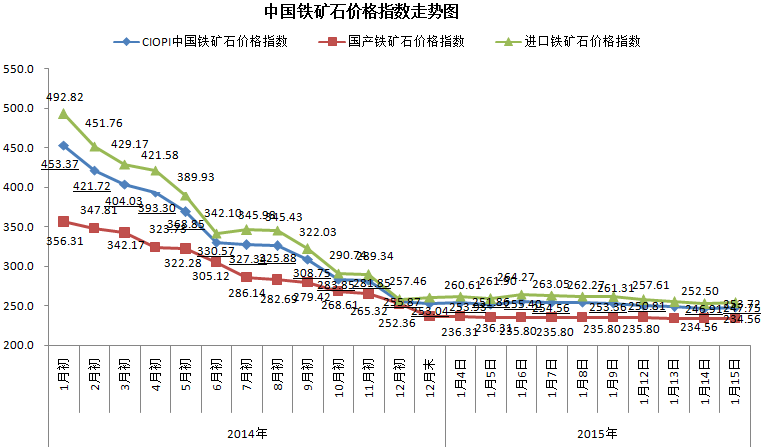 中国铁矿石价格指数走势图
CIOPI中国铁矿石价格指数 国产铁矿石价格指数 进口铁矿石价格指数
550.0
500.0
450.0
400.0
350.0
300.0
250.0
200.0
492.82 451.76 429.17 421.58 389.93 342.10 345.96 345.43 322.03 290.74 289.34 257.46 260.61 261.90 264.27 263.05 262.27 261.31 257.61 252.50 253.72
453.37 421.72 404.03 393.30 368.85 330.57 327.34 325.88 308.75 283.85 281.85 255.87 253.04 253.95 251.86 255.40 254.56 253.36 250.81 246.91 247.75
356.31 347.81 342.17 323.75 322.28 305.12 286.14 282.69 279.42 268.61 265.32 252.36 236.31 236.31 235.80 235.80 235.80 235.80 234.56 234.56
1月初 2月初 3月初 4月初 5月初 6月初 7月初 8月初 9月初 10月初 11月初 12月初 12月末 1月4日 1月5日 1月6日 1月7日 1月8日 1月9日 1月12日 1月13日 1月14日 1月15日
2014年 2015年